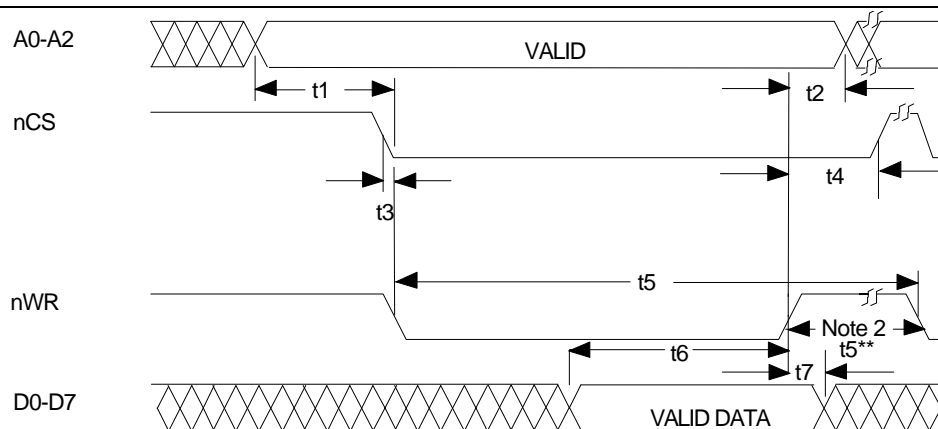 A0-A2
VALID
t1
t2
nCS
t4
t3
t5
nWR
Note 2
t5**
t6
t7
D0-D7
VALID DATA